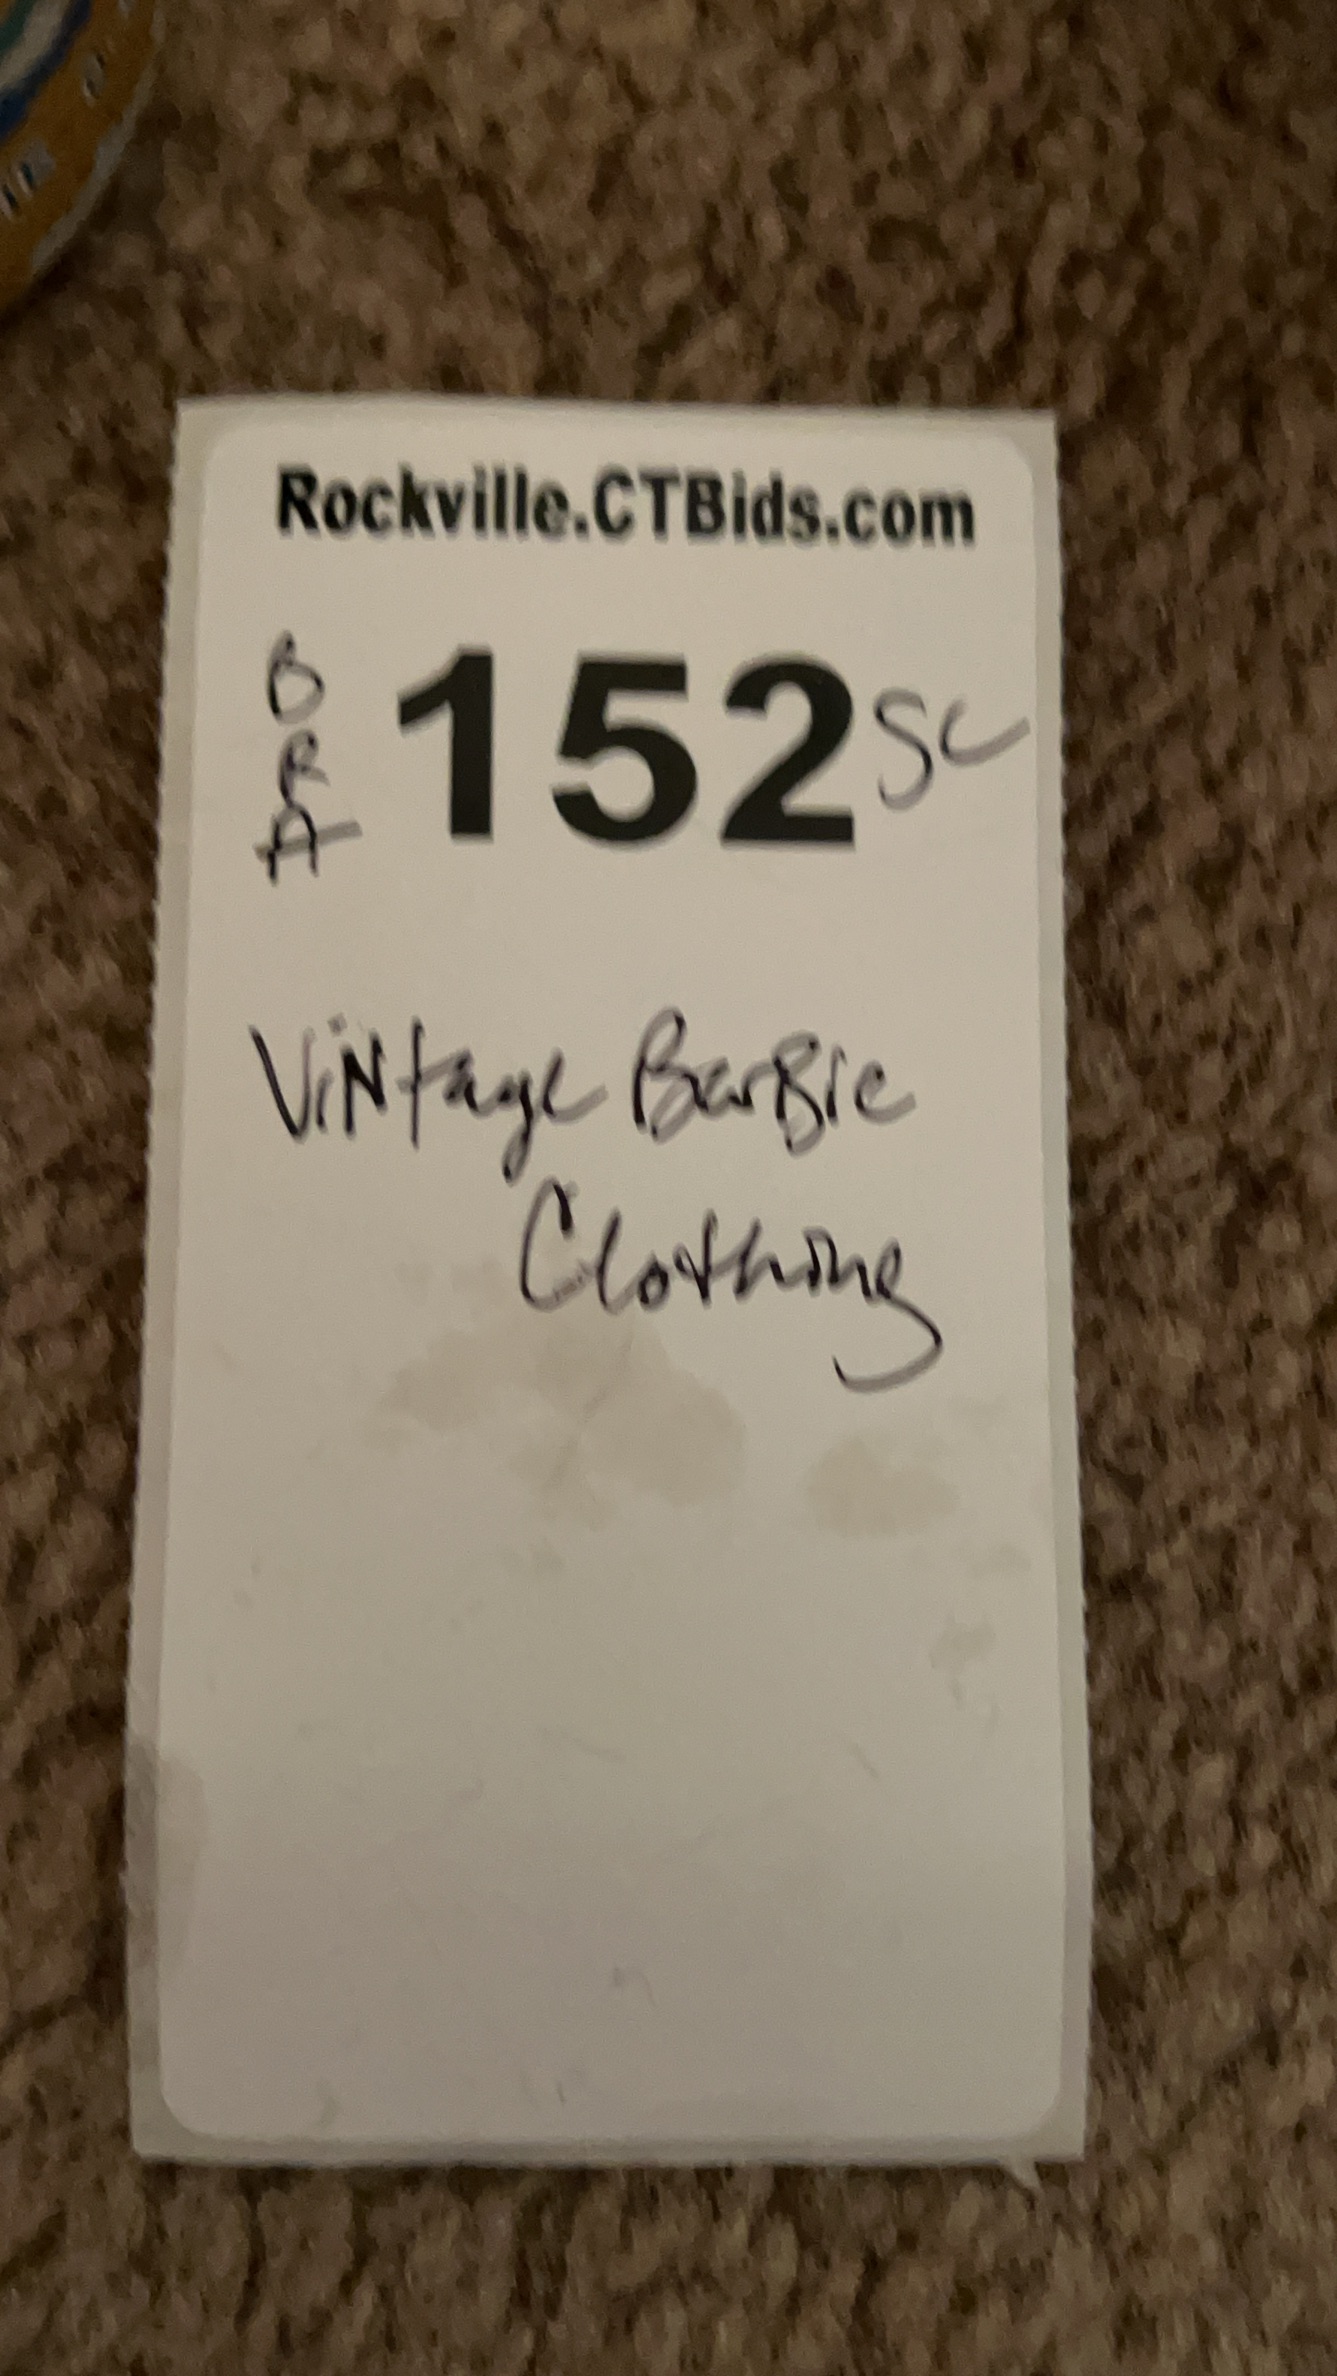 Rockville.CTBids.com
B
R
A
152 SC
Vintage Barbie
Clothing